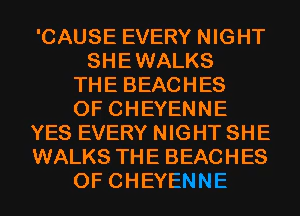 'CAUSE EVERY NIGHT
SHE WALKS
THE BEACHES
OF CHEYENNE
YES EVERY NIGHT SHE
WALKS THE BEACHES
OF CHEYENNE